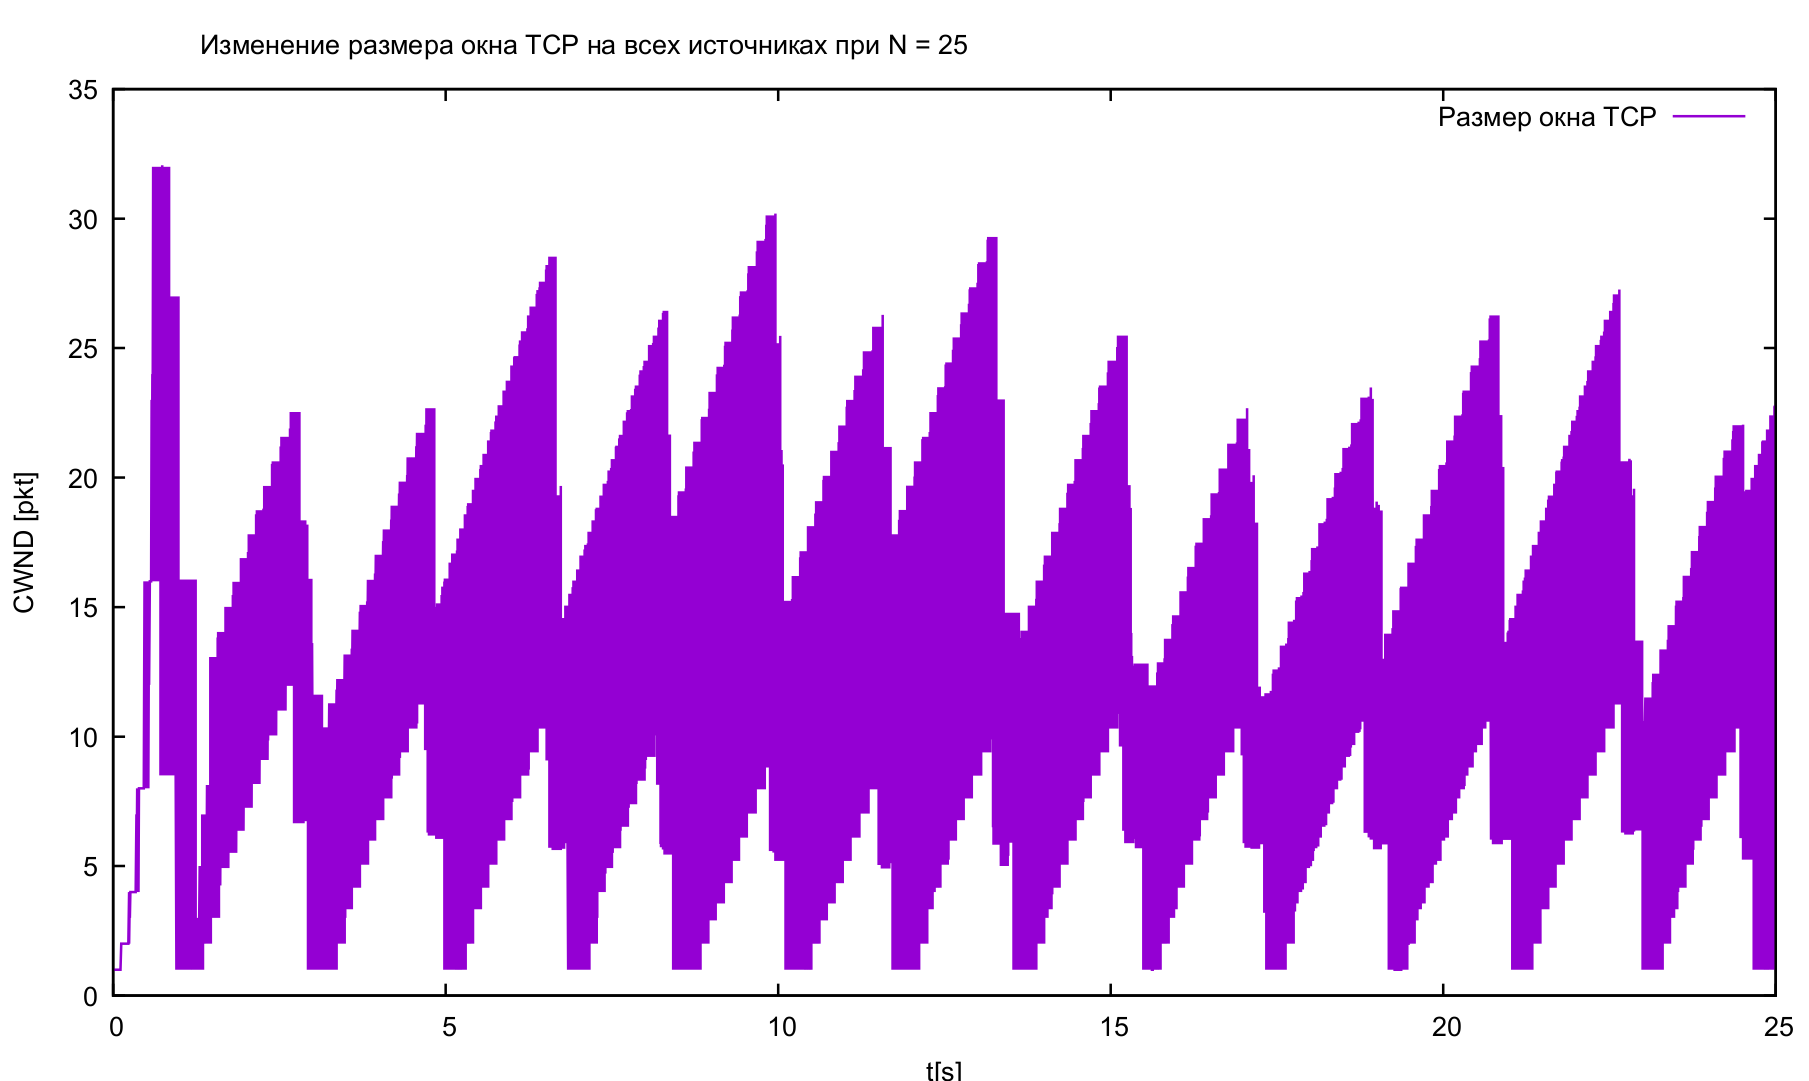 Изменение размера окна TCP на всех источниках при N = 25
Размер окна TCP
35
30
25
20
15
10
5
0
CWND [pkt]
0 5 10 15 20 25
t[s]